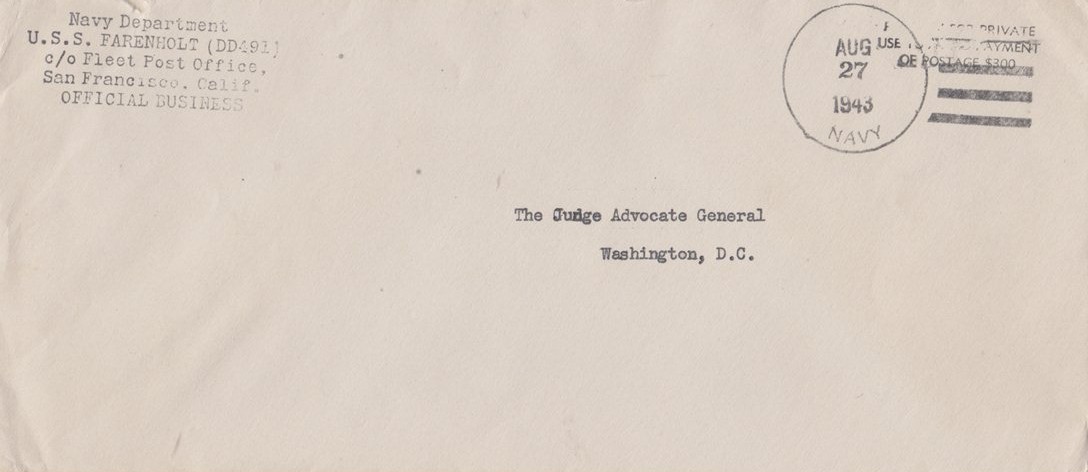 Navy Department
U.S.S. FARENHOLT (DD491)
c/o Fleet Post Office,
San Francisco, Calif.
OFFICIAL BUSINESS
PRIVATE
USE PAYMENT
OF POSTAGE $300
AUG
27
1943
NAVY
The Judge Advocate General
Washington, D.C.